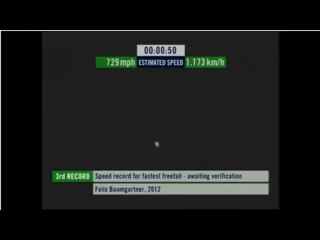 00:00:50
729 mph ESTIMATED SPEED 1.173 km/h
3rd RECORD Speed record for fastest freefall - awaiting verification
Felix Baumgartner, 2012